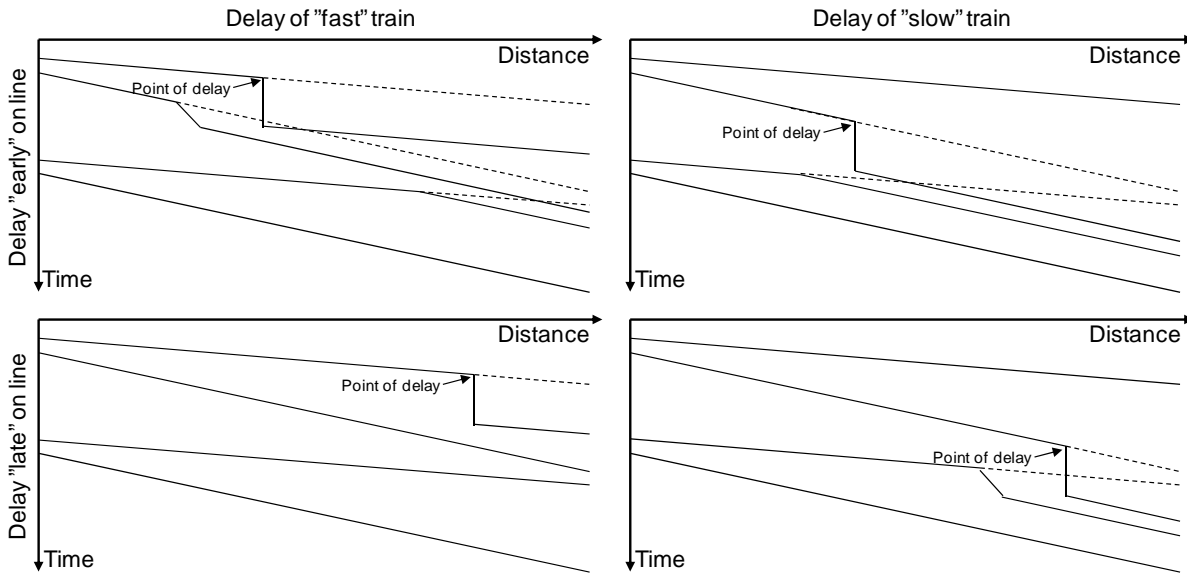 Delay of ”fast” train
Delay of ”slow” train
Delay ”early” on line
Distance
Point of delay
Time
Distance
Point of delay
Time
Delay ”late” on line
Distance
Point of delay
Time
Distance
Point of delay
Time